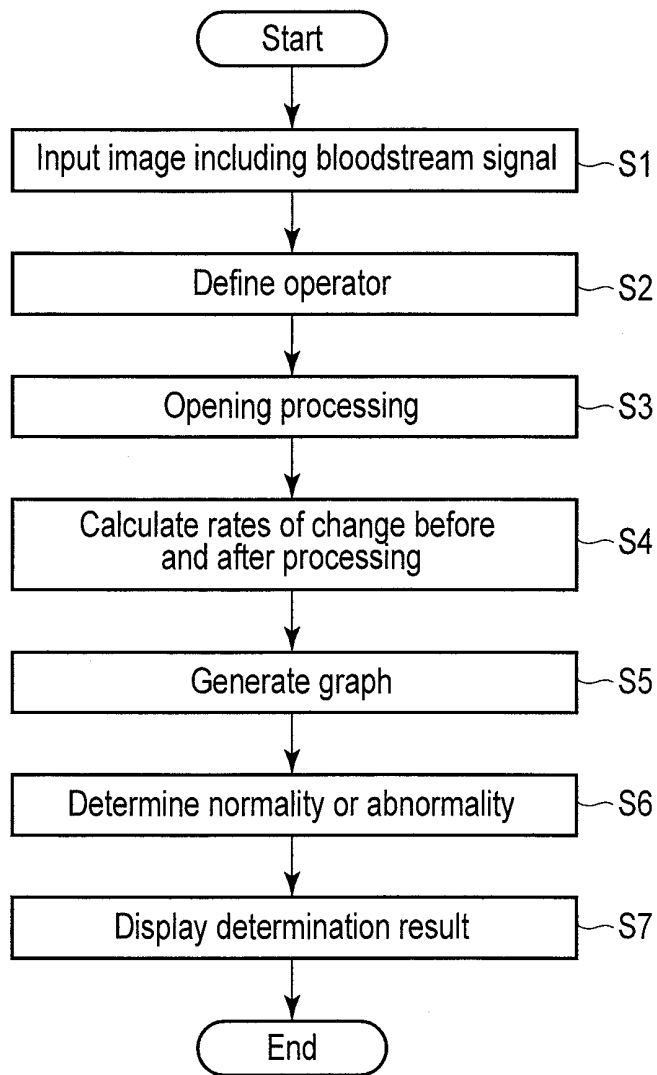 Start
Input image including bloodstream signal
S1
Define operator
S2
Opening processing
S3
Calculate rates of change before
and after processing
S4
Generate graph
S5
Determine normality or abnormality
S6
Display determination result
S7
End